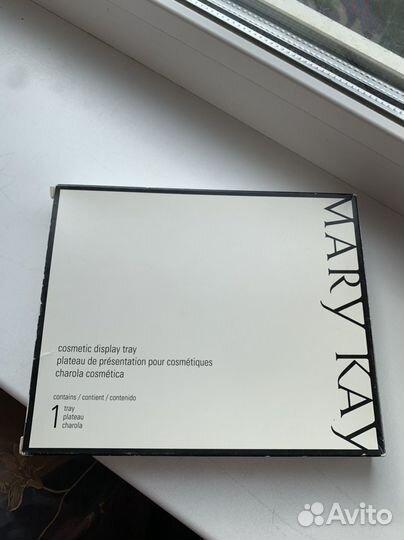 MARY KAY
cosmetic display tray
plateau de présentation pour cosmétiques
charola cosmética
contains / contient / contenido
1 tray
plateau
charola
Avito